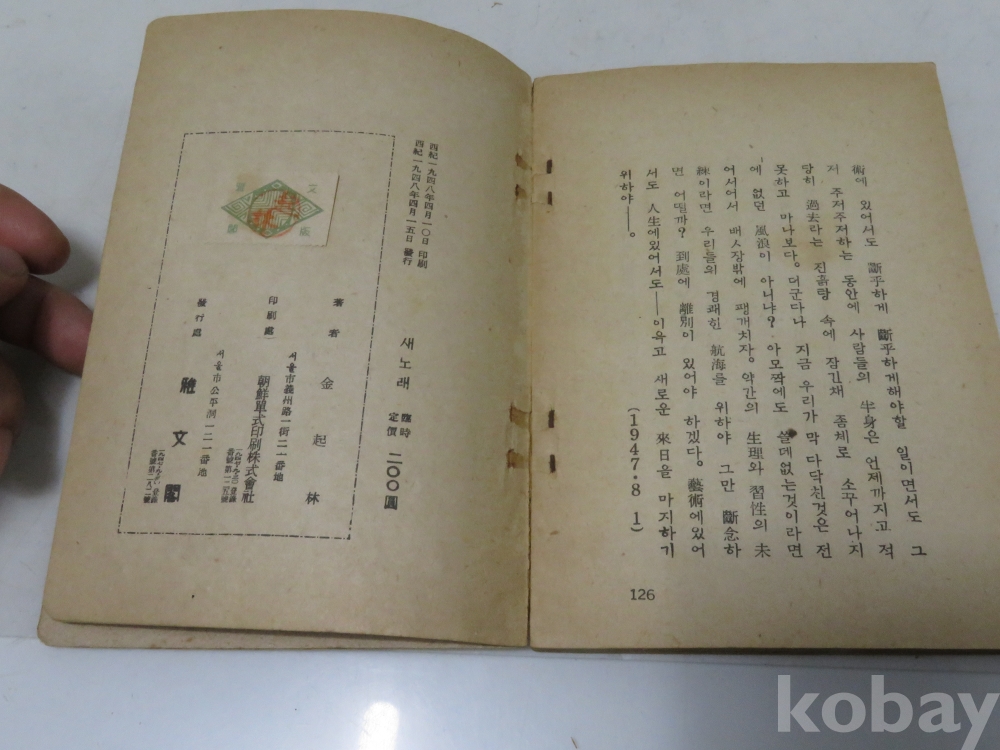 術에 있어서도 斷乎하게 斷乎하게해야할 일이면서도 그
저 주저주저하는 동안에 사람들의 半身은 언제까지고 적
당히 過去라는 진흙탕 속에 잠긴채 종체로 소꾸어나지
못하고 마나보다. 더군다나 지금 우리가 막 다닥친것은 전
에 없던 風浪이 아니냐? 아모짝에도 쓸데없는것이라면
어서어서 배ㅅ장밖에 팽개치자. 약간의 生理와 習性의 未
練이라면 우리들의 경쾌한 航海를 위하야 그만 斷念하
면 어떨까? 到處에 離別이 있어야 하겠다. 藝術에있어
서도 人生에있어서도——이윽고 새로운 來日을 마지하기
위하야——。
(1947·8 1)
126
西紀一九四八年四月一〇日 印刷
西紀一九四八年四月一五日 發行
새노래
臨時
定價 二〇〇圓
著者 金起林
印刷處
서울市義州路一街二一番地
朝鮮單式印刷株式會社
發行處
서울市公平洞一二一番地
雅文閣
kobay